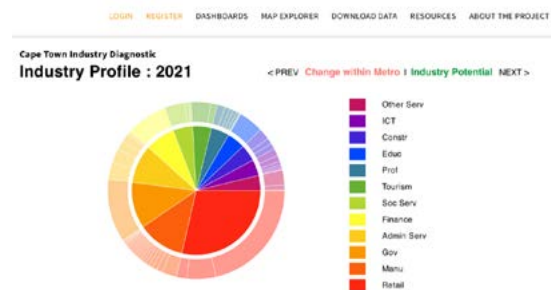 LOGIN REGISTER DASHBOARDS MAP EXPLORER DOWNLOAD DATA RESOURCES ABOUT THE PROJECT
Cape Town Industry Diagnostic
Industry Profile : 2021
< PREV Change within Metro I Industry Potential NEXT >
Other Serv
ICT
Constr
Educ
Prof
Tourism
Soc Serv
Finance
Admin Serv
Gov
Manu
Retail